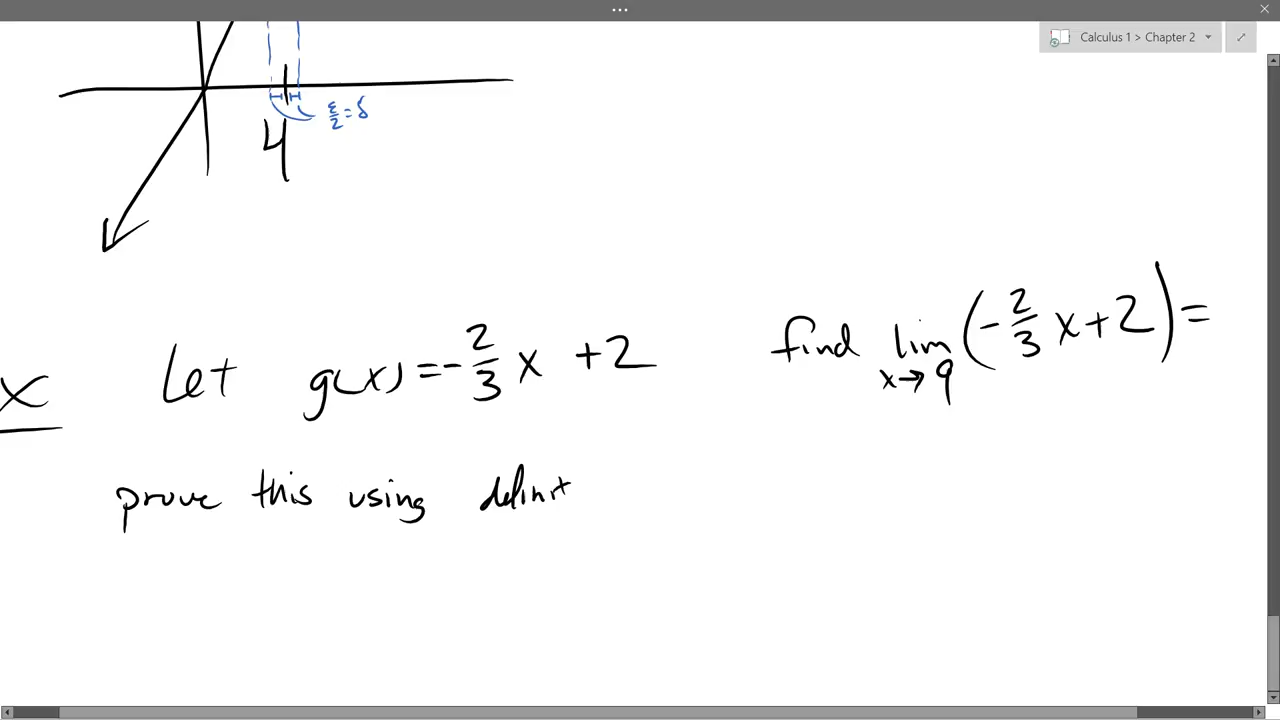 ...
Calculus 1 > Chapter 2
ε/2 = δ
4
x Let g(x) = -2/3 x + 2 find lim x→9 (-2/3 x + 2) =
prove this using definit